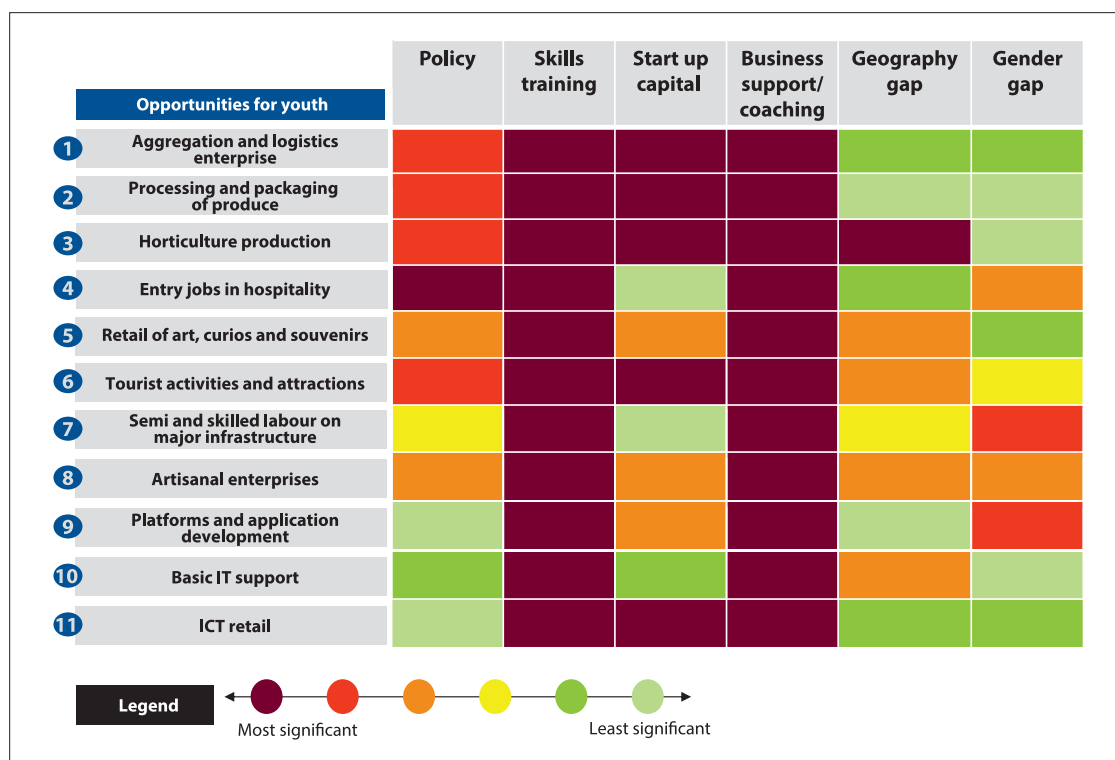 Policy
Skills
training
Start up
capital
Business
support/
coaching
Geography
gap
Gender
gap
Opportunities for youth
1 Aggregation and logistics
enterprise
2 Processing and packaging
of produce
3 Horticulture production
4 Entry jobs in hospitality
5 Retail of art, curios and souvenirs
6 Tourist activities and attractions
7 Semi and skilled labour on
major infrastructure
8 Artisanal enterprises
9 Platforms and application
development
10 Basic IT support
11 ICT retail
Legend
Most significant
Least significant